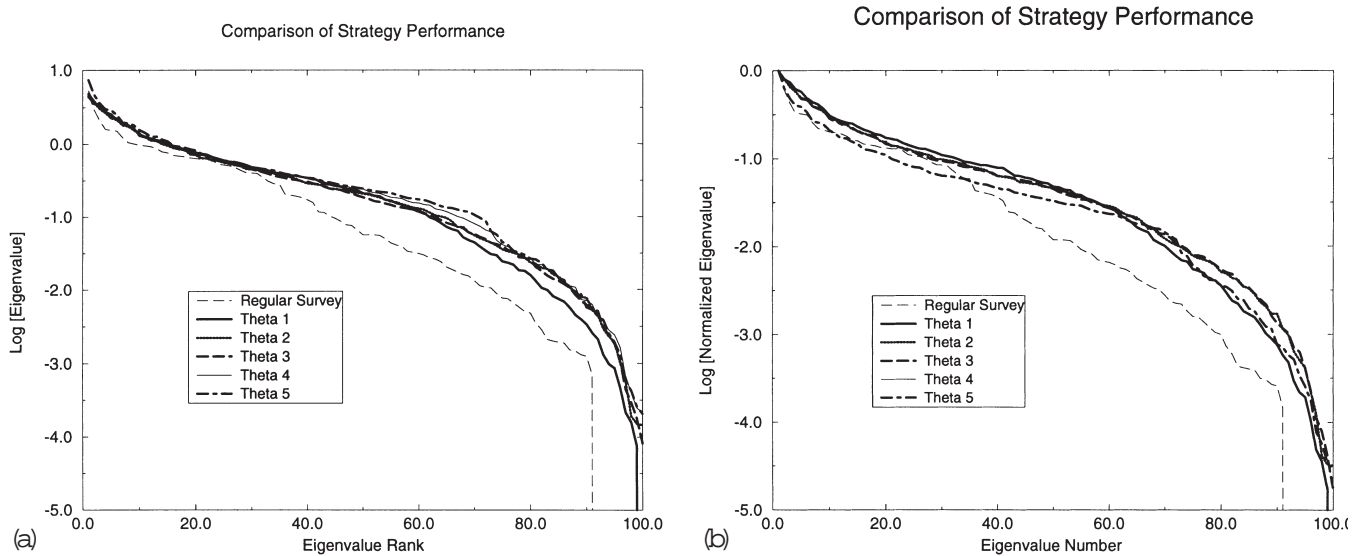 Comparison of Strategy Performance
1.0
0.0
-1.0
-2.0
-3.0
-4.0
-5.0
Log [Eigenvalue]
Regular Survey
Theta 1
Theta 2
Theta 3
Theta 4
Theta 5
0.0 20.0 40.0 60.0 80.0 100.0
Eigenvalue Rank
(a)
Comparison of Strategy Performance
0.0
-1.0
-2.0
-3.0
-4.0
-5.0
Log [Normalized Eigenvalue]
Regular Survey
Theta 1
Theta 2
Theta 3
Theta 4
Theta 5
0.0 20.0 40.0 60.0 80.0 100.0
Eigenvalue Number
(b)